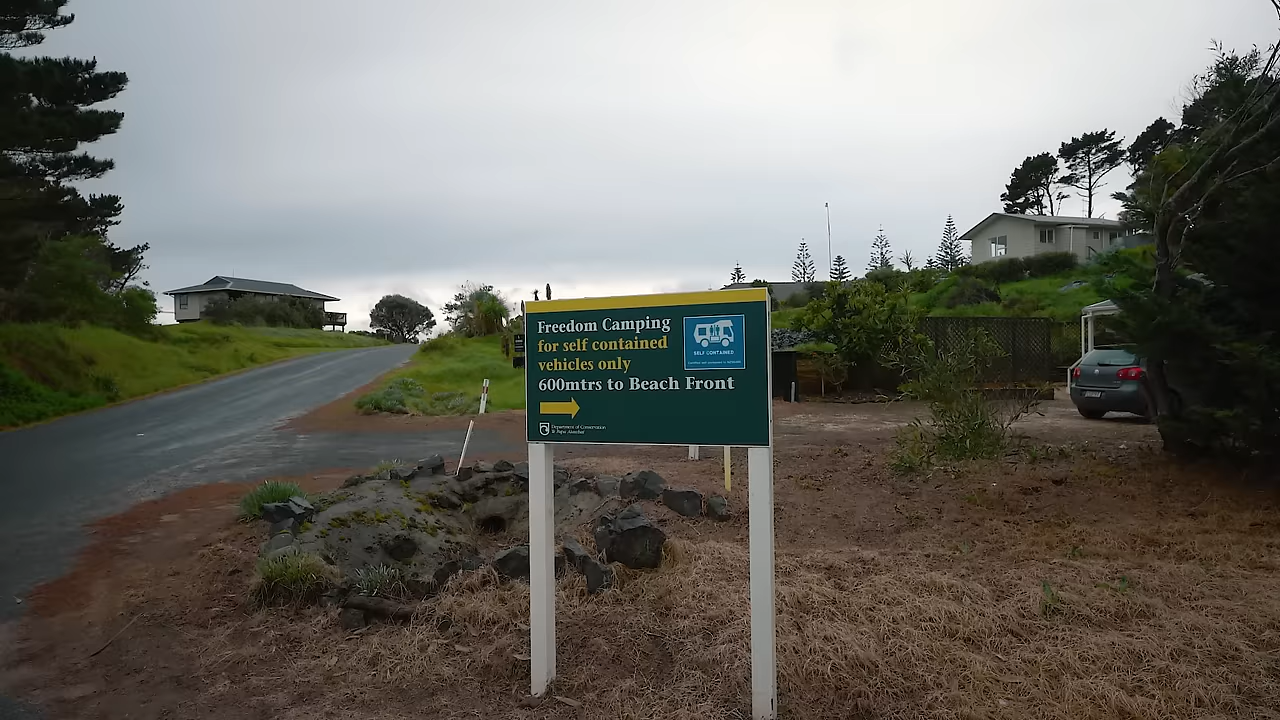 Freedom Camping
for self contained
vehicles only
600mtrs to Beach Front
SELF CONTAINED
Department of Conservation
Te Papa Atawhai